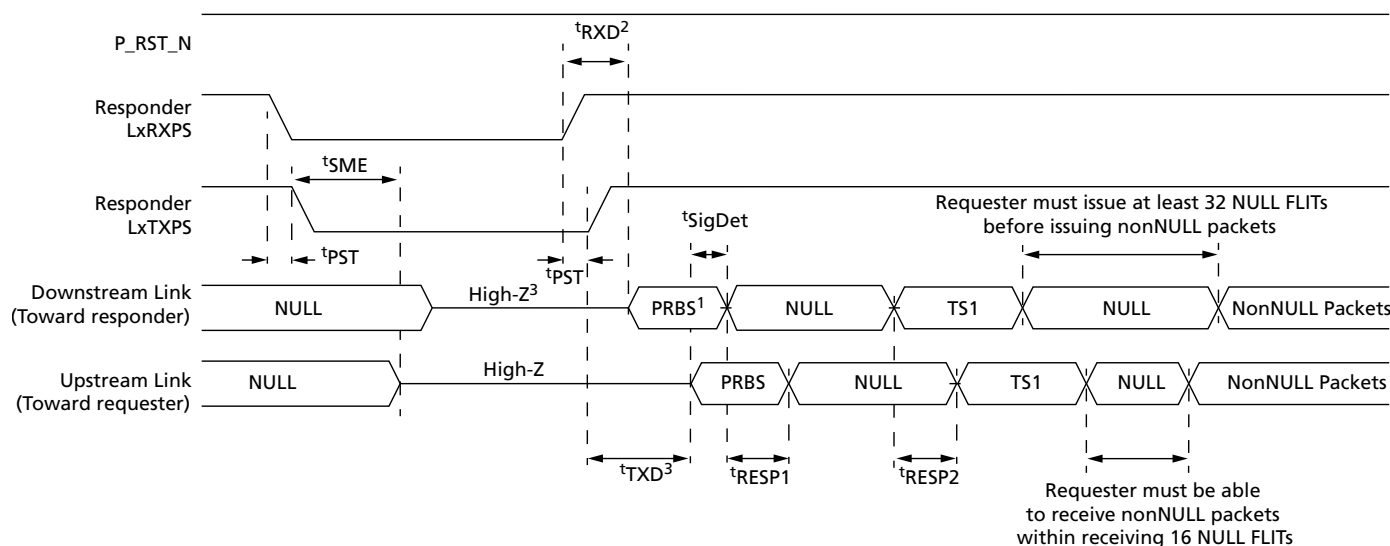 tRXD2
P_RST_N
Responder
LxRXPS
tSME
Responder
LxTXPS
Requester must issue at least 32 NULL FLITs
before issuing nonNULL packets
tSigDet
tPST
tPST
Downstream Link
(Toward responder)
NULL
High-Z3
PRBS1
NULL
TS1
NULL
NonNULL Packets
Upstream Link
(Toward requester)
NULL
High-Z
PRBS
NULL
TS1
NULL
NonNULL Packets
tTXD3
tRESP1
tRESP2
Requester must be able
to receive nonNULL packets
within receiving 16 NULL FLITs